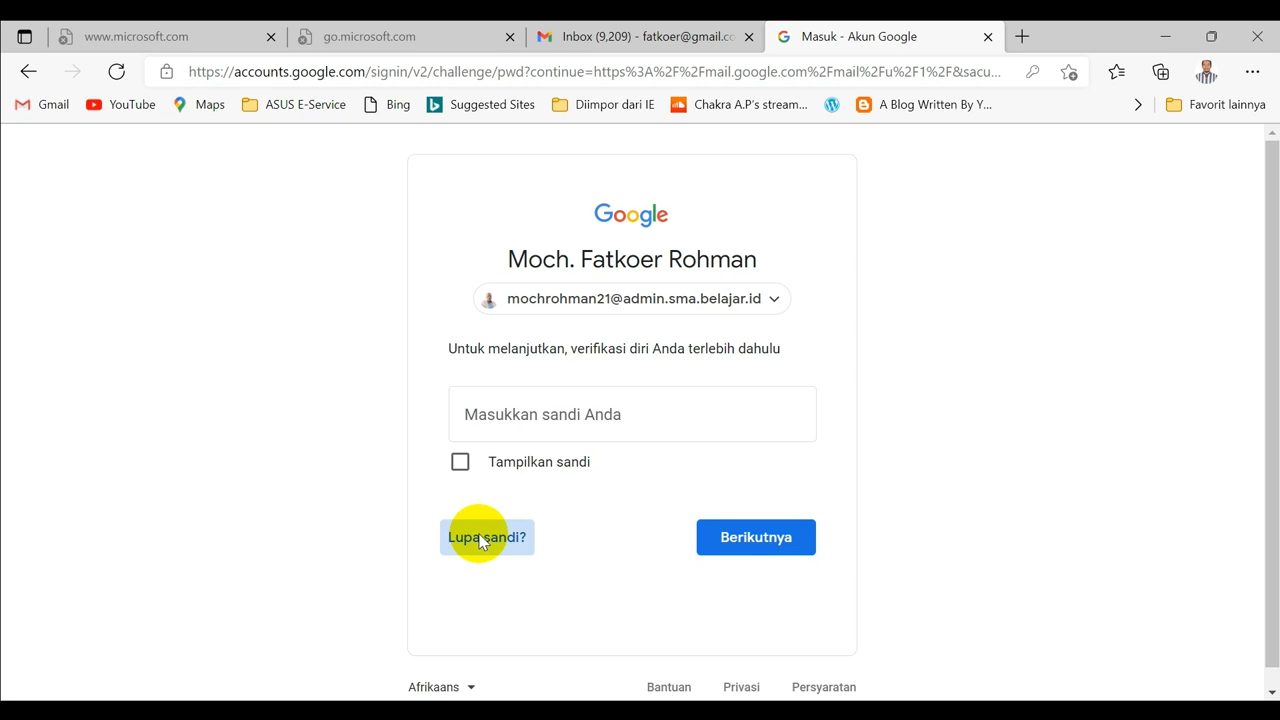 www.microsoft.com
go.microsoft.com
Inbox (9,209) - fatkoer@gmail.cc
Masuk - Akun Google
https://accounts.google.com/signin/v2/challenge/pwd?continue=https%3A%2F%2Fmail.google.com%2Fmail%2Fu%2F1%2F&sacu...
Gmail YouTube Maps ASUS E-Service Bing Suggested Sites Diimpor dari IE Chakra A.P's stream... A Blog Written By Y... Favorit lainnya
Google
Moch. Fatkoer Rohman
mochrohman21@admin.sma.belajar.id
Untuk melanjutkan, verifikasi diri Anda terlebih dahulu
Masukkan sandi Anda
Tampilkan sandi
Lupa sandi? Berikutnya
Afrikaans Bantuan Privasi Persyaratan